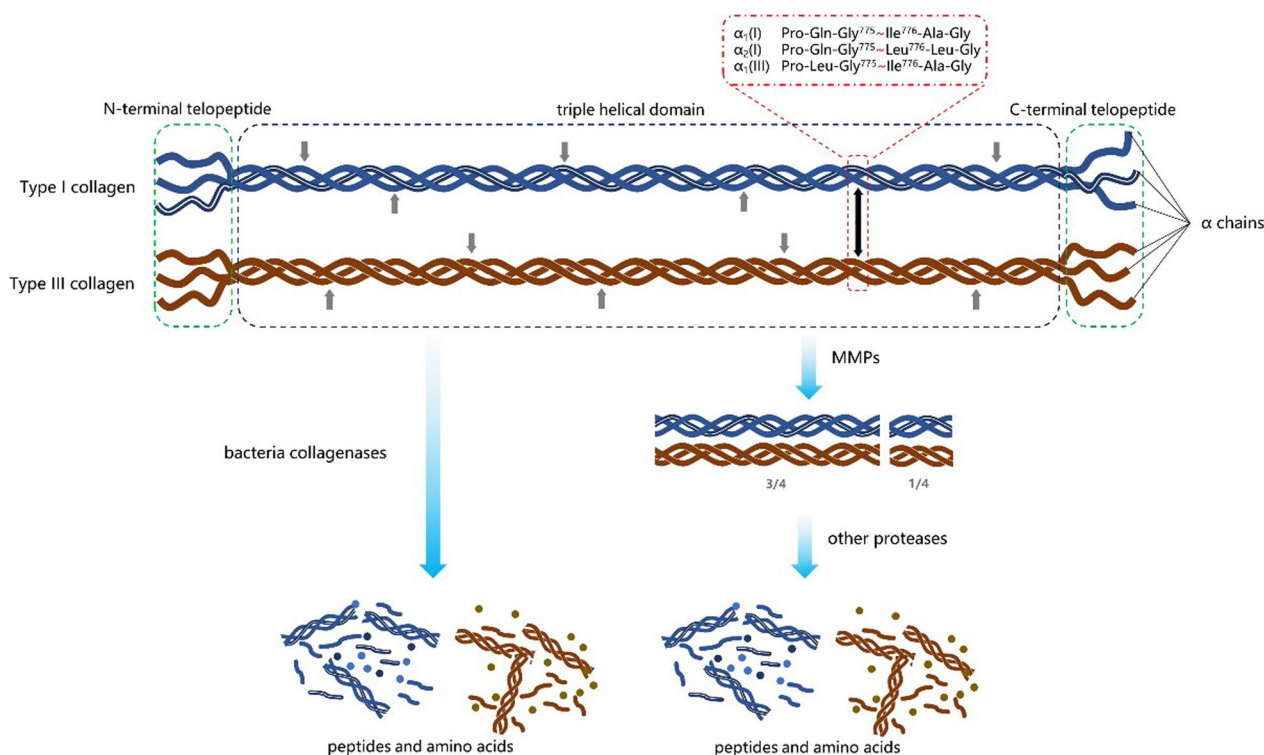 α₁(I) Pro-Gln-Gly⁷⁷⁵~Ile⁷⁷⁶-Ala-Gly
α₂(I) Pro-Gln-Gly⁷⁷⁵~Leu⁷⁷⁶-Leu-Gly
α₁(III) Pro-Leu-Gly⁷⁷⁵~Ile⁷⁷⁶-Ala-Gly
N-terminal telopeptide
triple helical domain
C-terminal telopeptide
Type I collagen
α chains
Type III collagen
MMPs
bacteria collagenases
3/4
1/4
other proteases
peptides and amino acids
peptides and amino acids